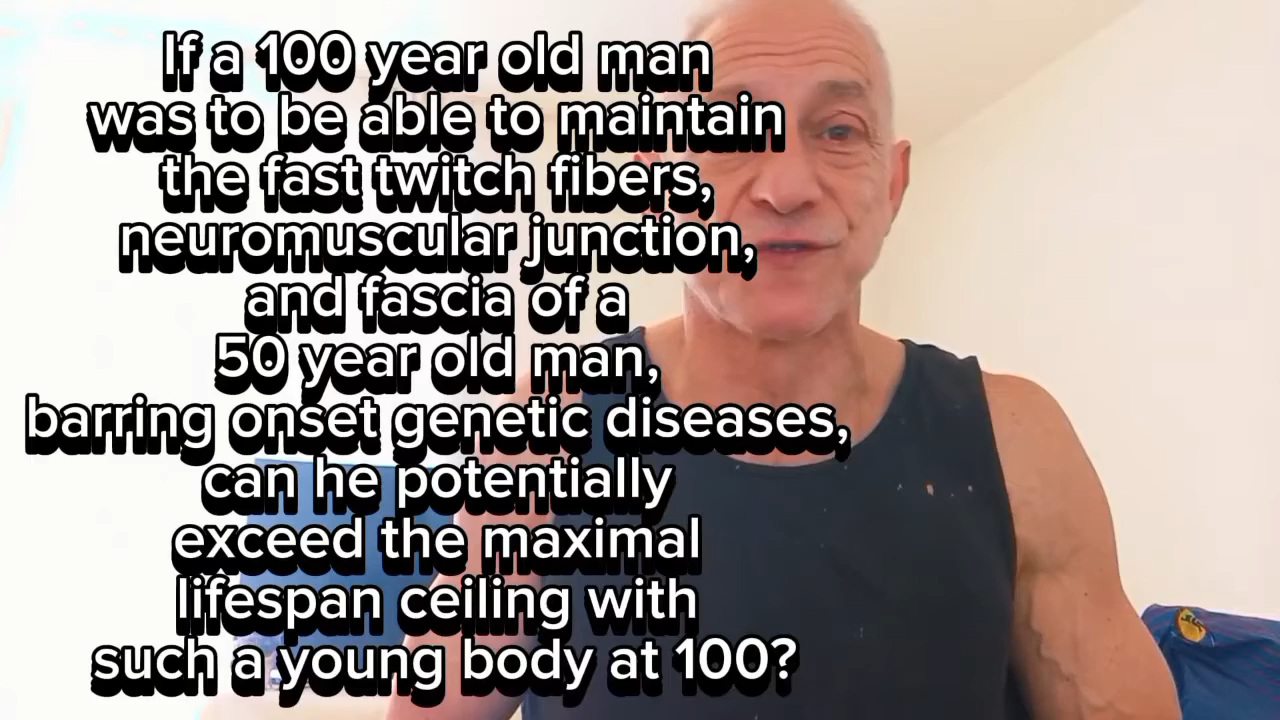 If a 100 year old man
was to be able to maintain
the fast twitch fibers,
neuromuscular junction,
and fascia of a
50 year old man,
barring onset genetic diseases,
can he potentially
exceed the maximal
lifespan ceiling with
such a young body at 100?